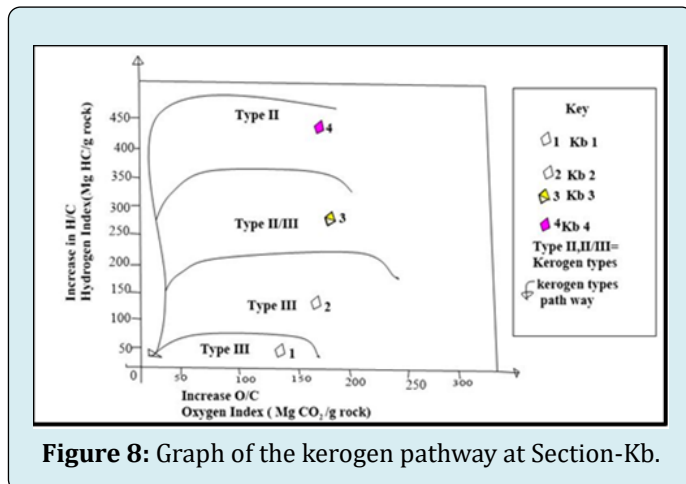 Increase in H/C
Hydrogen Index(Mg HC/g rock)
450
400
350
300
250
200
150
100
50
0
50
100
150
200
250
300
Increase O/C
Oxygen Index ( Mg CO₂/g rock)
Type II
4
Type II/III
3
Type III
2
Type III
1
Key
1 Kb 1
2 Kb 2
3 Kb 3
4 Kb 4
Type II,II/III=
Kerogen types
kerogen types
path way
Figure 8: Graph of the kerogen pathway at Section-Kb.